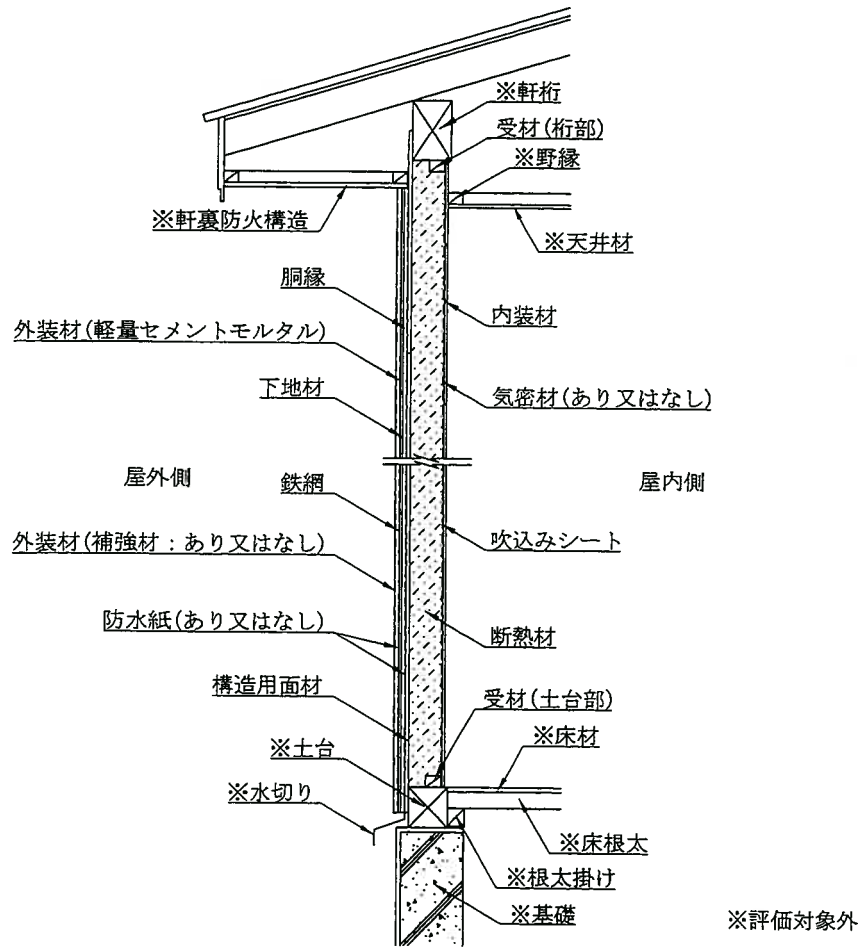 ※軒桁
受材(桁部)
※野縁
※軒裏防火構造
※天井材
胴縁
内装材
外装材(軽量セメントモルタル)
下地材
気密材(あり又はなし)
屋外側
鉄網
屋内側
外装材(補強材:あり又はなし)
吹込みシート
防水紙(あり又はなし)
断熱材
構造用面材
受材(土台部)
※土台
※床材
※水切り
※床根太
※根太掛け
※基礎
※評価対象外